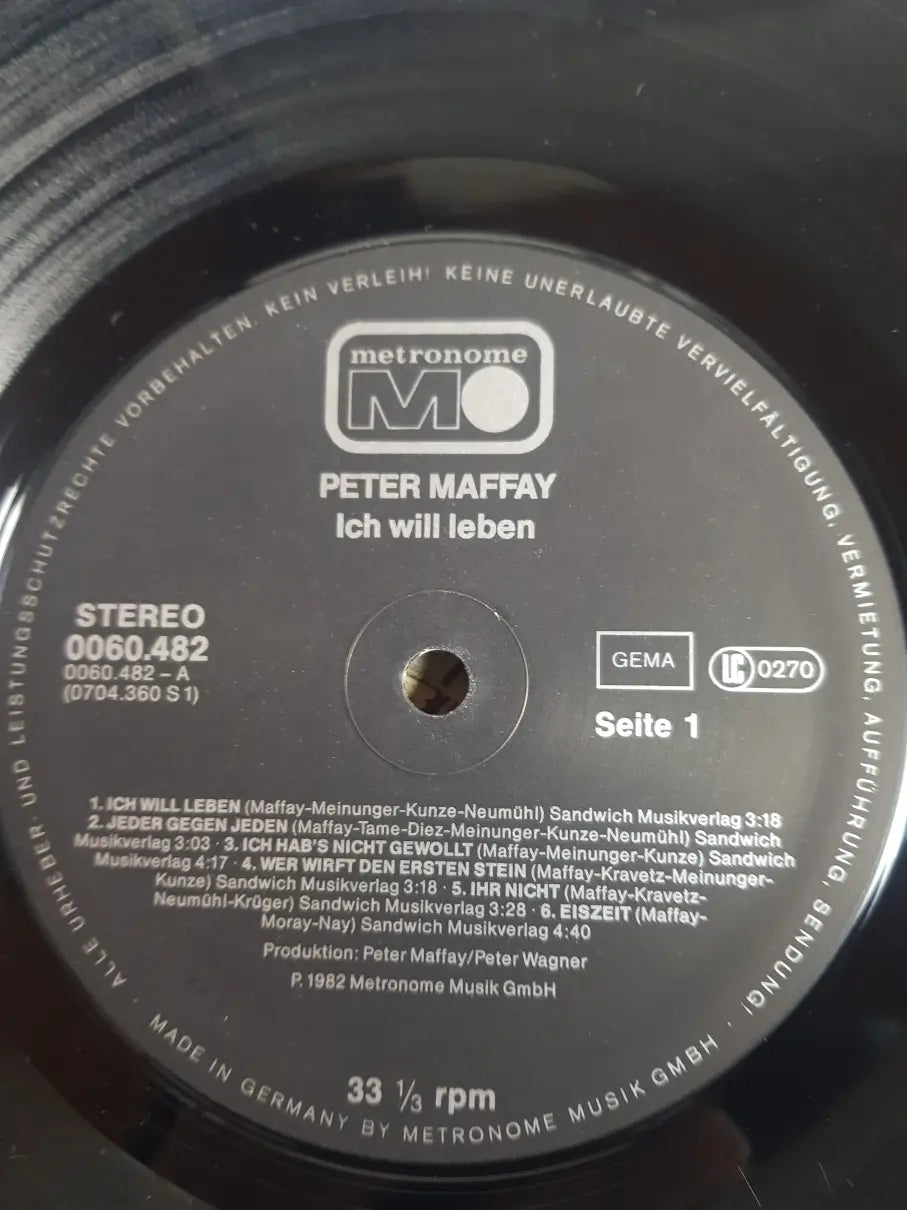 ALLE URHEBER- UND LEISTUNGSSCHUTZRECHTE VORBEHALTEN. KEIN VERLEIH! KEINE UNERLAUBTE VERVIELFÄLTIGUNG, VERMIETUNG, AUFFÜHRUNG, SENDUNG!
metronome
MO
PETER MAFFAY
Ich will leben
STEREO
0060.482
0060.482 – A
(0704.360 S 1)
GEMA
LC 0270
Seite 1
1. ICH WILL LEBEN (Maffay-Meinunger-Kunze-Neumühl) Sandwich Musikverlag 3:18
2. JEDER GEGEN JEDEN (Maffay-Tame-Diez-Meinunger-Kunze-Neumühl) Sandwich
Musikverlag 3:03 · 3. ICH HAB'S NICHT GEWOLLT (Maffay-Meinunger-Kunze) Sandwich
Musikverlag 4:17 · 4. WER WIRFT DEN ERSTEN STEIN (Maffay-Kravetz-Meinunger-
Kunze) Sandwich Musikverlag 3:18 · 5. IHR NICHT (Maffay-Kravetz-
Neumühl-Krüger) Sandwich Musikverlag 3:28 · 6. EISZEIT (Maffay-
Moray-Nay) Sandwich Musikverlag 4:40
Produktion: Peter Maffay/Peter Wagner
P. 1982 Metronome Musik GmbH
33 ⅓ rpm
· MADE IN GERMANY BY METRONOME MUSIK GMBH ·